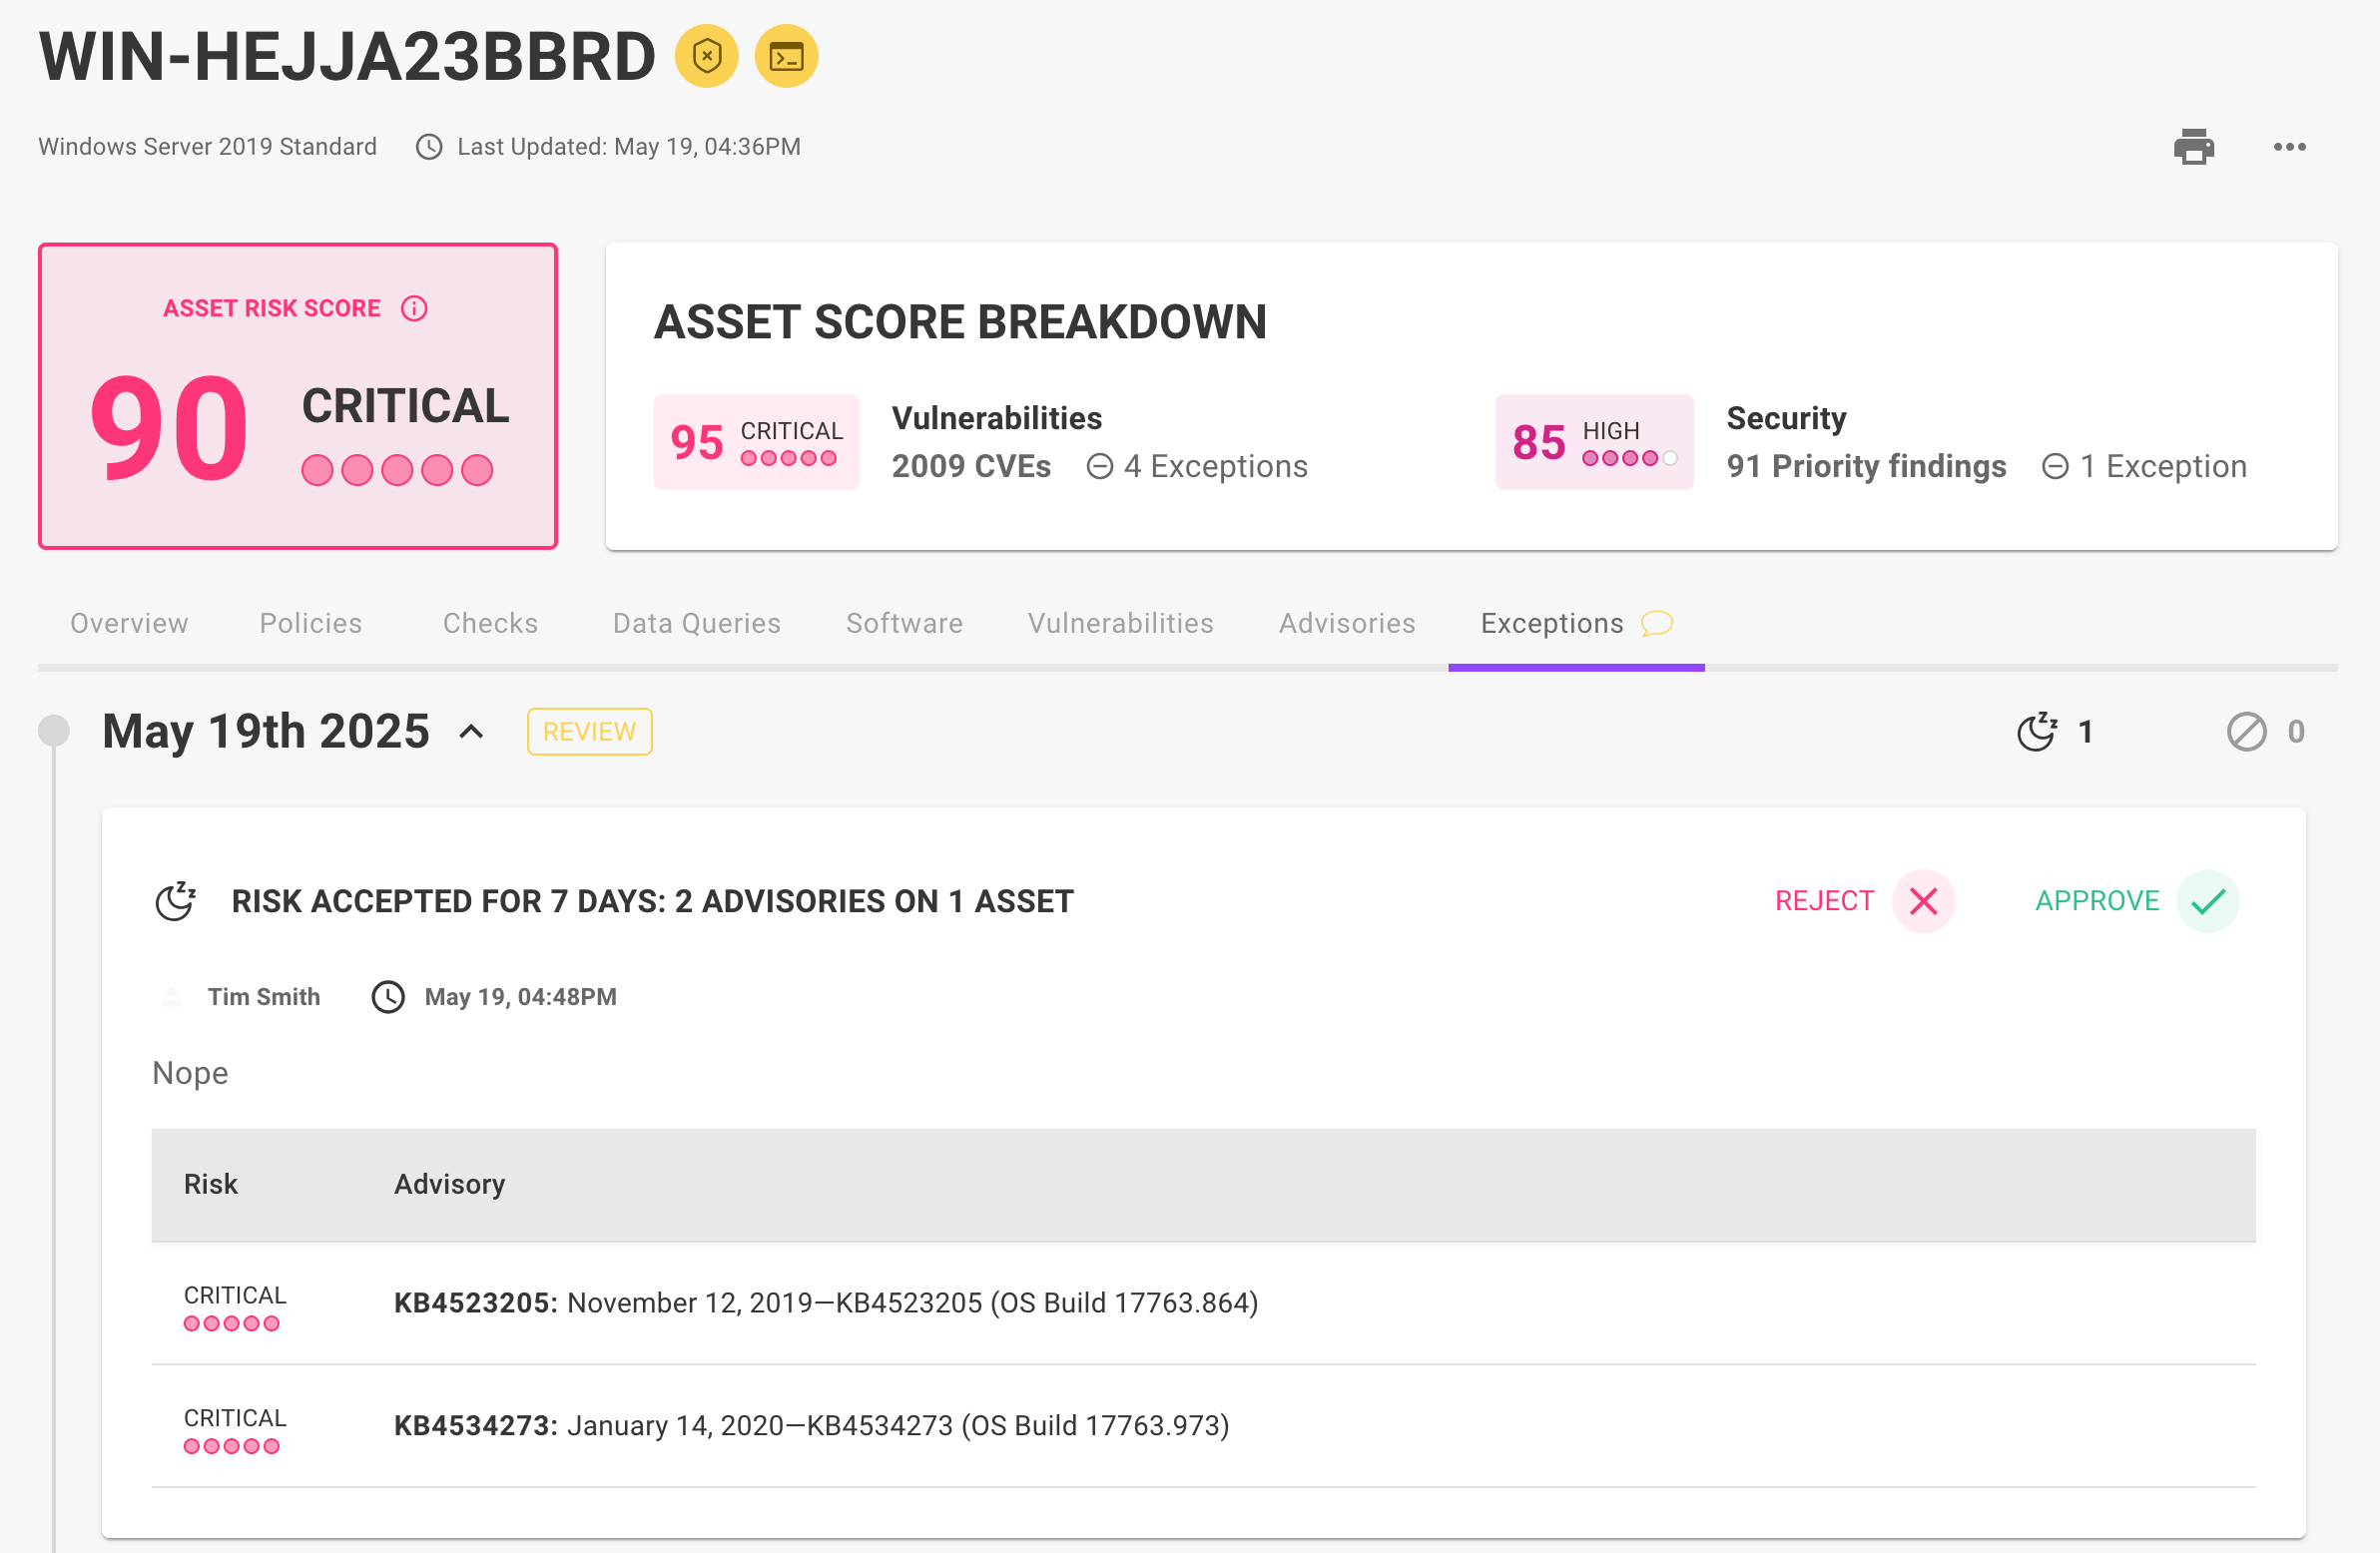 WIN-HEJJA23BBRD
Windows Server 2019 Standard Last Updated: May 19, 04:36PM
ASSET RISK SCORE
90 CRITICAL
ASSET SCORE BREAKDOWN
95 CRITICAL Vulnerabilities
2009 CVEs 4 Exceptions
85 HIGH Security
91 Priority findings 1 Exception
Overview Policies Checks Data Queries Software Vulnerabilities Advisories Exceptions
May 19th 2025 REVIEW 1 0
RISK ACCEPTED FOR 7 DAYS: 2 ADVISORIES ON 1 ASSET REJECT APPROVE
Tim Smith May 19, 04:48PM
Nope
Risk Advisory
CRITICAL KB4523205: November 12, 2019—KB4523205 (OS Build 17763.864)
CRITICAL KB4534273: January 14, 2020—KB4534273 (OS Build 17763.973)